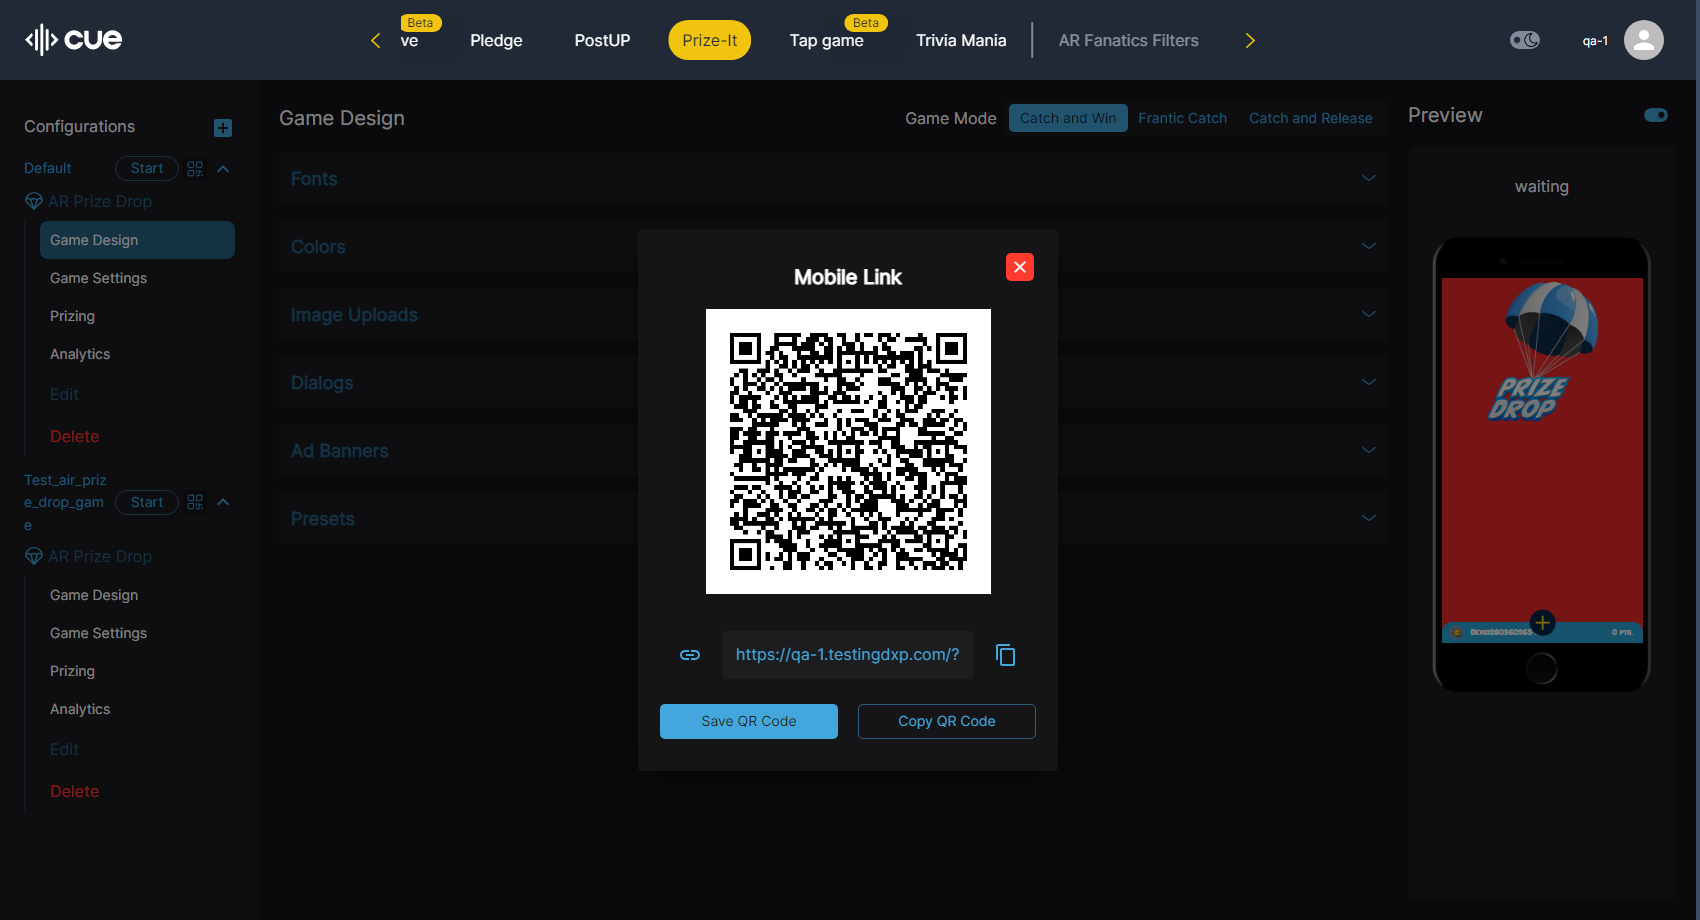 cue
Beta
ve
Pledge
PostUP
Prize-It
Beta
Tap game
Trivia Mania
AR Fanatics Filters
qa-1
Configurations
Default
Start
AR Prize Drop
Game Design
Game Settings
Prizing
Analytics
Edit
Delete
Test_air_priz
e_drop_gam
e
Start
AR Prize Drop
Game Design
Game Settings
Prizing
Analytics
Edit
Delete
Game Design
Game Mode
Catch and Win
Frantic Catch
Catch and Release
Fonts
Colors
Image Uploads
Dialogs
Ad Banners
Presets
Mobile Link
https://qa-1.testingdxp.com/?
Save QR Code
Copy QR Code
Preview
waiting
PRIZE
DROP
0 PTS.